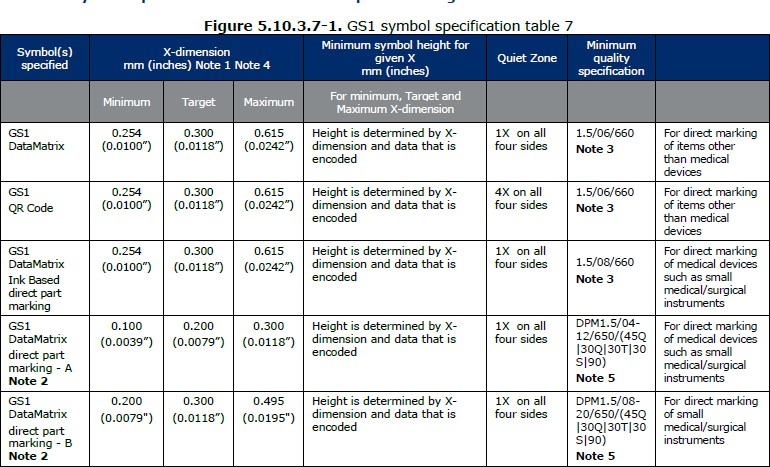 Figure 5.10.3.7-1. GS1 symbol specification table 7
Symbol(s)
specified
X-dimension
mm (inches) Note 1 Note 4
Minimum symbol height for
given X
mm (inches)
Quiet Zone
Minimum
quality
specification
Minimum
Target
Maximum
For minimum, Target and
Maximum X-dimension
GS1
DataMatrix
0.254
(0.0100″)
0.300
(0.0118″)
0.615
(0.0242″)
Height is determined by X-
dimension and data that is
encoded
1X on all
four sides
1.5/06/660
Note 3
For direct marking
of items other
than medical
devices
GS1
QR Code
0.254
(0.0100″)
0.300
(0.0118″)
0.615
(0.0242″)
Height is determined by X-
dimension and data that is
encoded
4X on all
four sides
1.5/06/660
Note 3
For direct marking
of items other
than medical
devices
GS1
DataMatrix
Ink Based
direct part
marking
0.254
(0.0100″)
0.300
(0.0118″)
0.615
(0.0242″)
Height is determined by X-
dimension and data that is
encoded
1X on all
four sides
1.5/08/660
Note 3
For direct marking
of medical devices
such as small
medical/surgical
instruments
GS1
DataMatrix
direct part
marking - A
Note 2
0.100
(0.0039″)
0.200
(0.0079″)
0.300
(0.0118″)
Height is determined by X-
dimension and data that is
encoded
1X on all
four sides
DPM1.5/04-
12/650/(45Q
|30Q|30T|30
S|90)
Note 5
For direct marking
of medical devices
such as small
medical/surgical
instruments
GS1
DataMatrix
direct part
marking - B
Note 2
0.200
(0.0079")
0.300
(0.0118″)
0.495
(0.0195")
Height is determined by X-
dimension and data that is
encoded
1X on all
four sides
DPM1.5/08-
20/650/(45Q
|30Q|30T|30
S|90)
Note 5
For direct marking
of small
medical/surgical
instruments